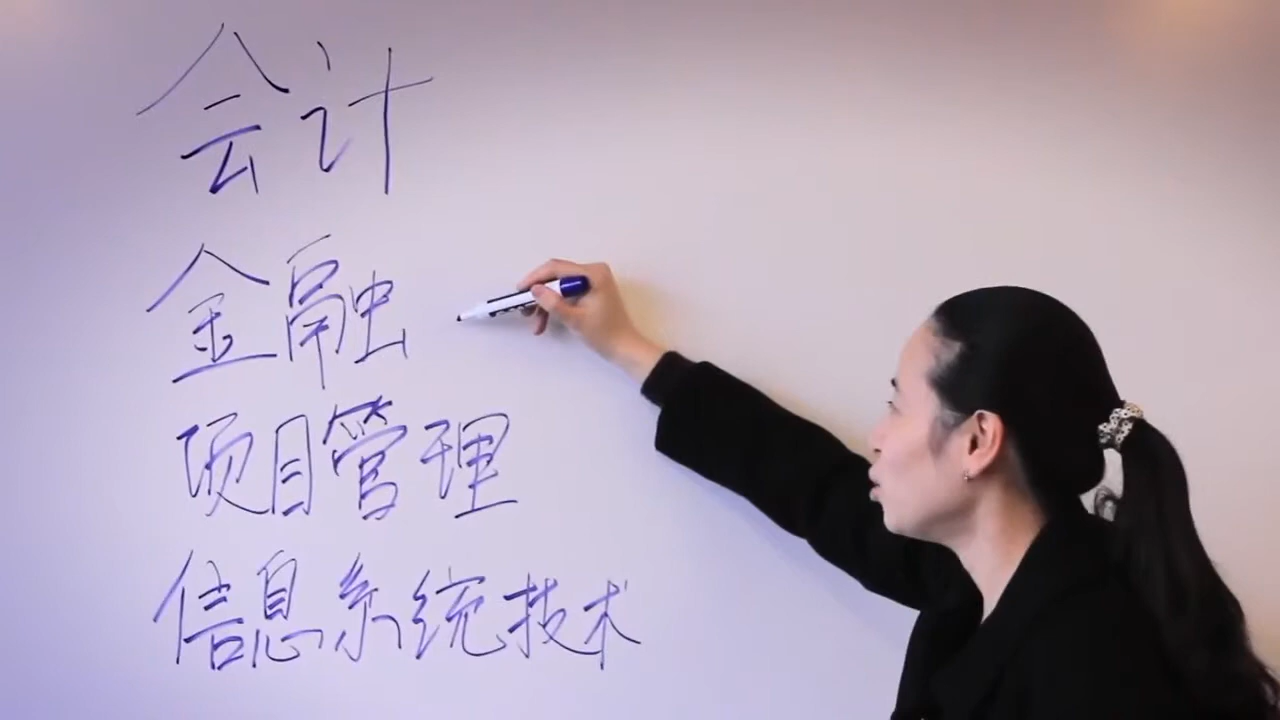 会计
金融
项目管理
信息系统技术